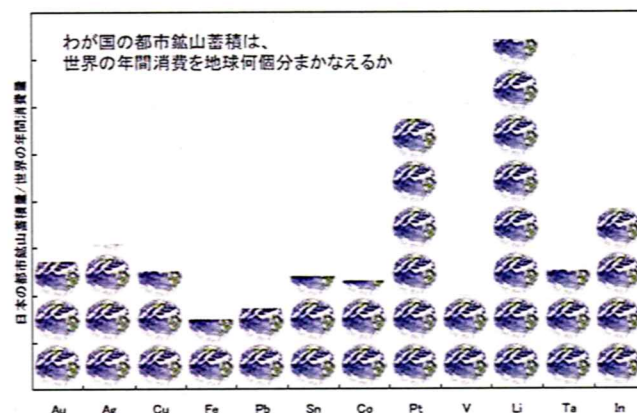 わが国の都市鉱山蓄積は、
世界の年間消費を地球何個分まかなえるか
日本の都市鉱山蓄積量/世界の年間消費量
Au Ag Cu Fe Pb Sn Co Pt V Li Ta In